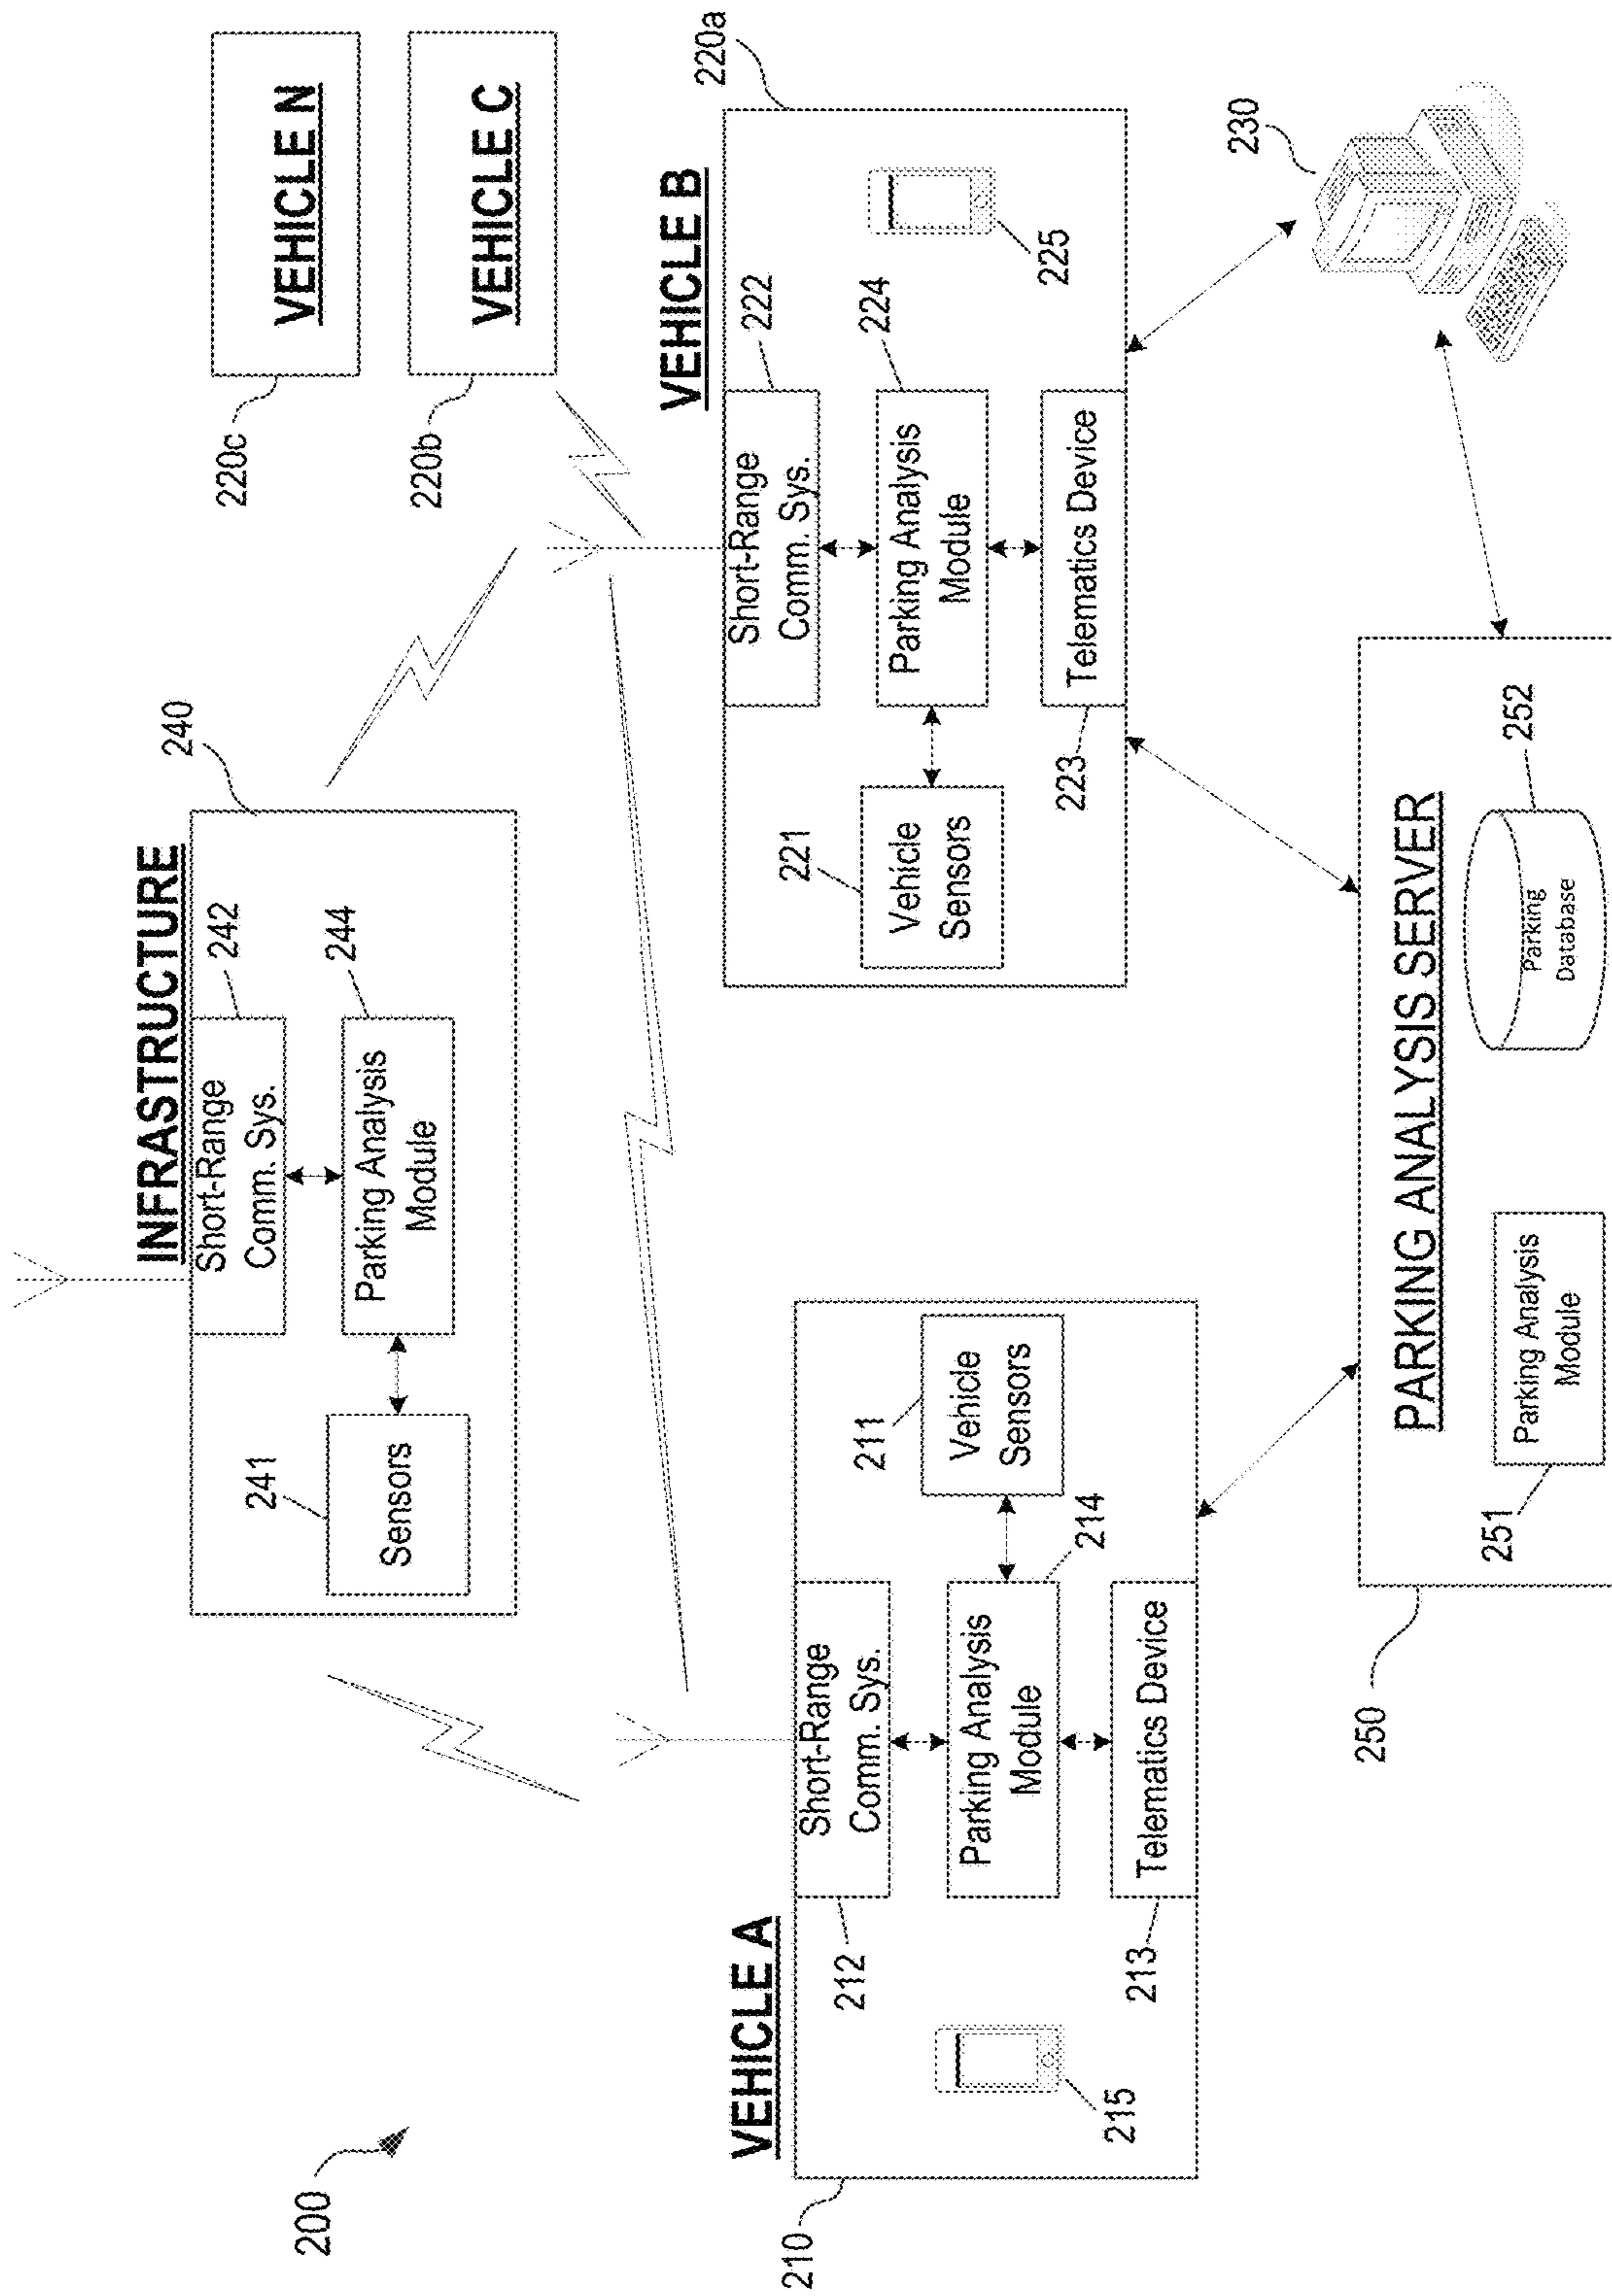 200
INFRASTRUCTURE
240
Short-Range
Comm. Sys.
242
Parking Analysis
Module
244
241
Sensors
220c
VEHICLE N
220b
VEHICLE C
VEHICLE A
210
212
Short-Range
Comm. Sys.
Parking Analysis
Module
214
211
Vehicle
Sensors
213
Telematics Device
215
VEHICLE B
220a
Short-Range
Comm. Sys.
222
Parking Analysis
Module
224
221
Vehicle
Sensors
223
Telematics Device
225
230
250
PARKING ANALYSIS SERVER
251
Parking Analysis
Module
252
Parking
Database